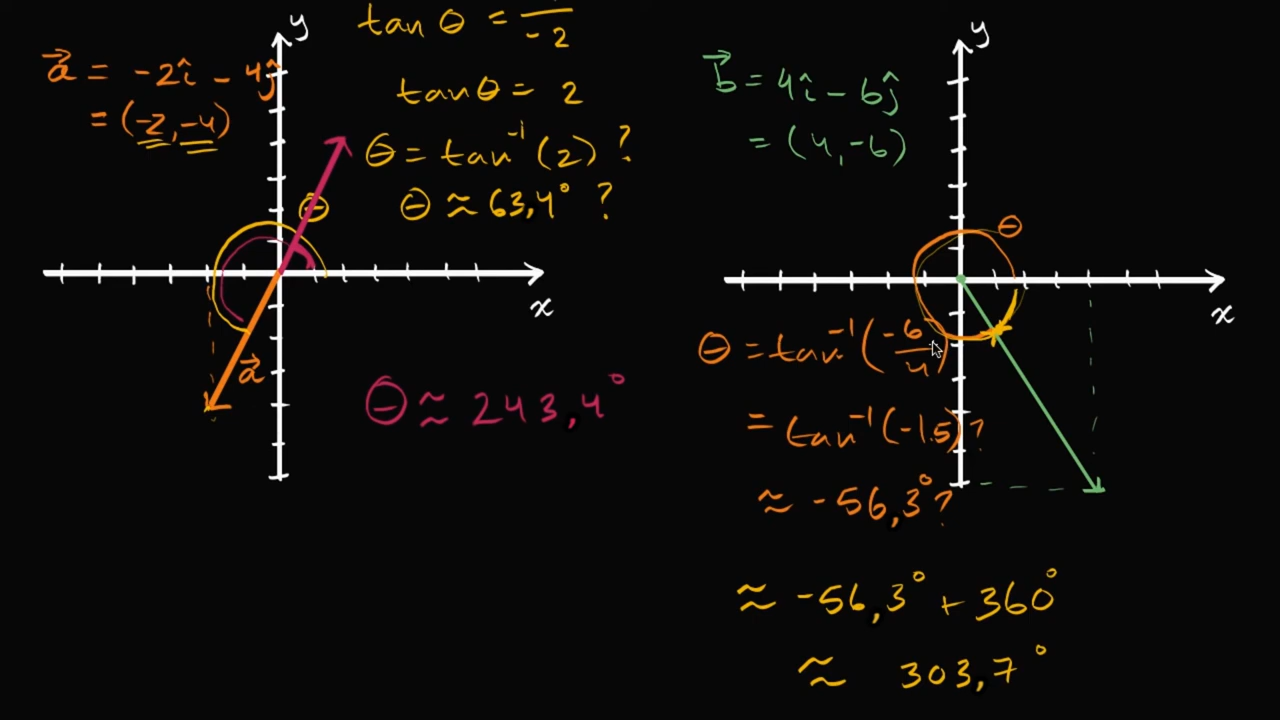 y
tan θ = 
-2
a⃗ = -2î - 4ĵ
= (-2, -4)
tan θ = 2
θ = tan⁻¹(2)?
θ ≈ 63,4° ?
θ
x
a⃗
θ ≈ 243,4°
y
b⃗ = 4î - 6ĵ
= (4, -6)
θ
x
θ = tan⁻¹(-6/4)
= tan⁻¹(-1.5)?
≈ -56,3°?
≈ -56,3° + 360°
≈ 303,7°